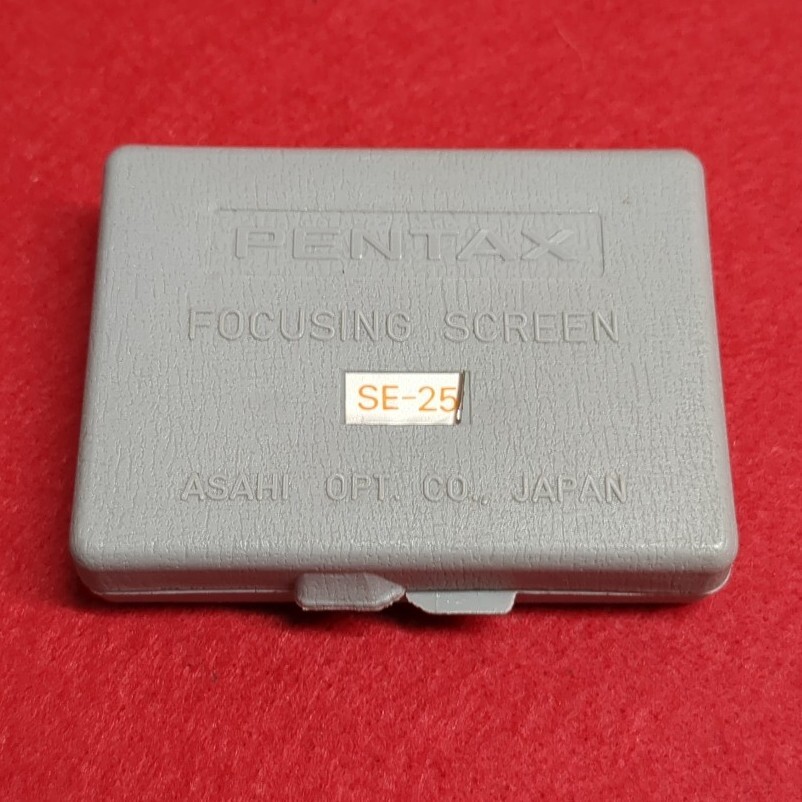 PENTAX
FOCUSING SCREEN
SE-25
ASAHI OPT. CO., JAPAN